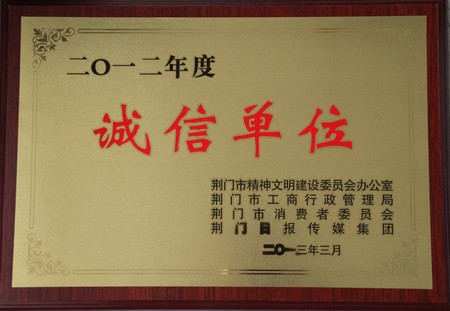 二〇一二年度
诚信单位
荆门市精神文明建设委员会办公室
荆门市工商行政管理局
荆门市消费者委员会
荆门日报传媒集团
二〇一三年三月